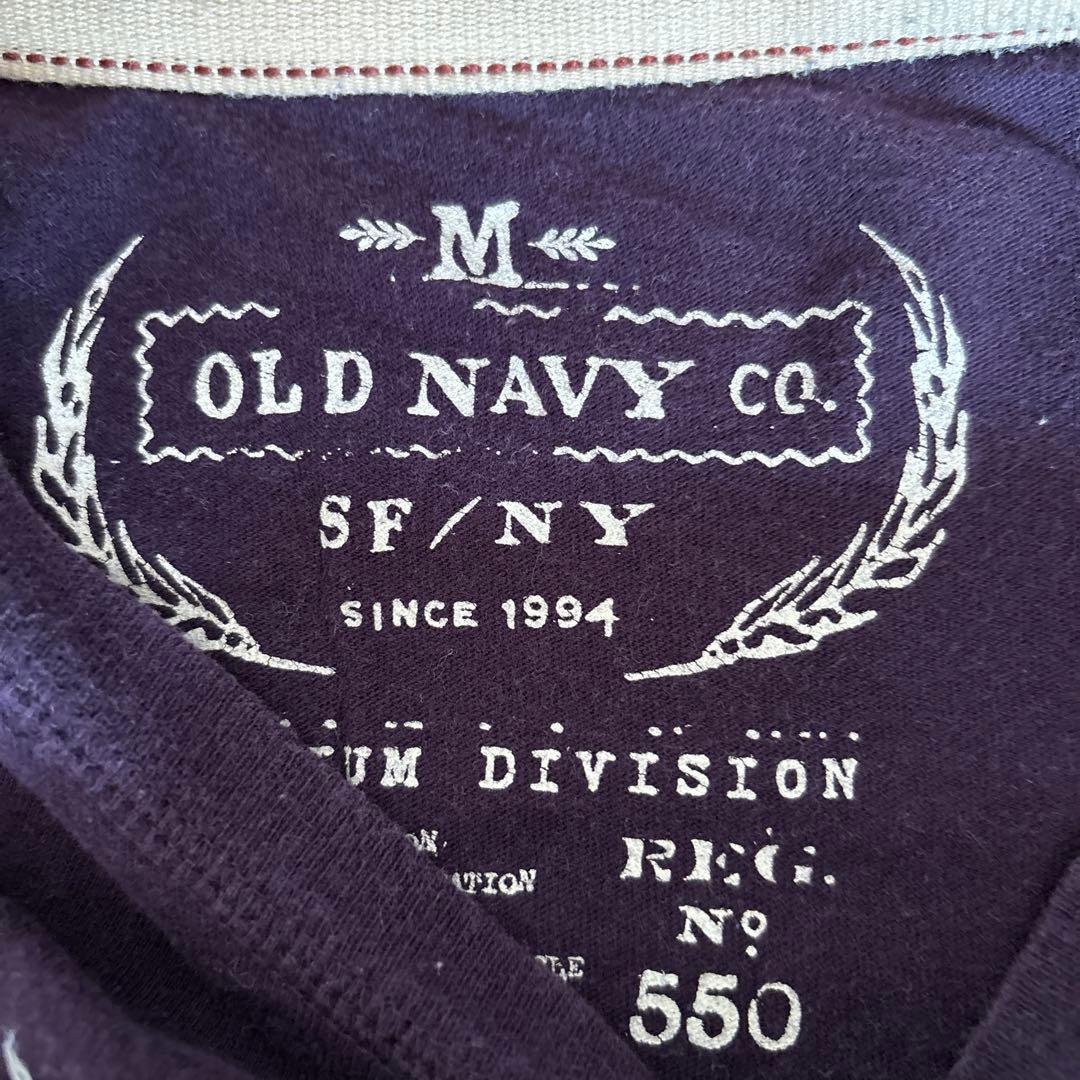 M
OLD NAVY CO.
SF/NY
SINCE 1994
DIVISION
REG.
Nº
550